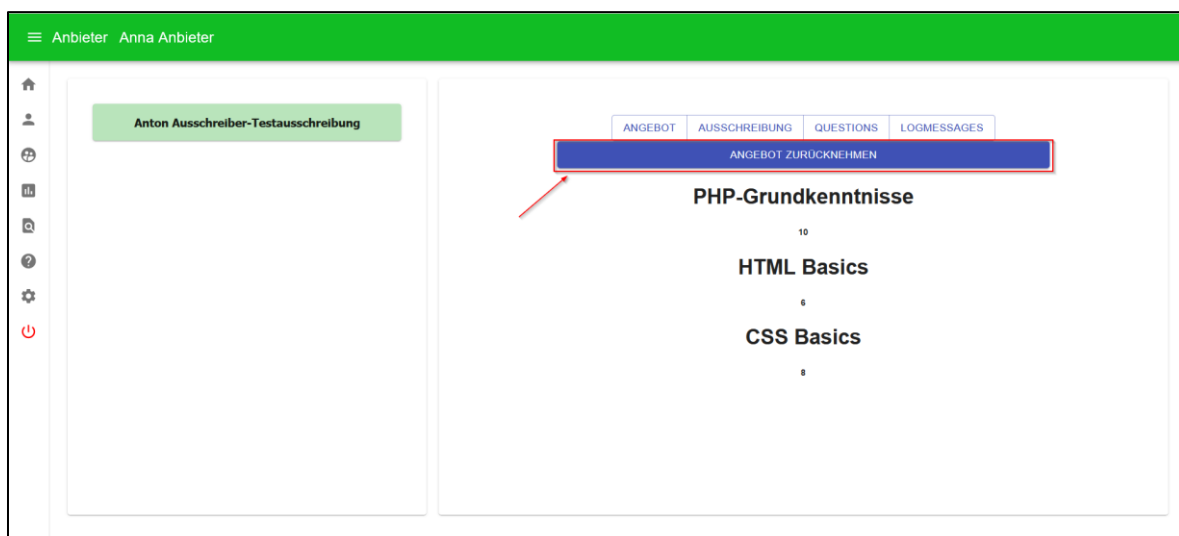 Anbieter Anna Anbieter
Anton Ausschreiber-Testausschreibung
ANGEBOT AUSSCHREIBUNG QUESTIONS LOGMESSAGES
ANGEBOT ZURÜCKNEHMEN
PHP-Grundkenntnisse
10
HTML Basics
6
CSS Basics
8